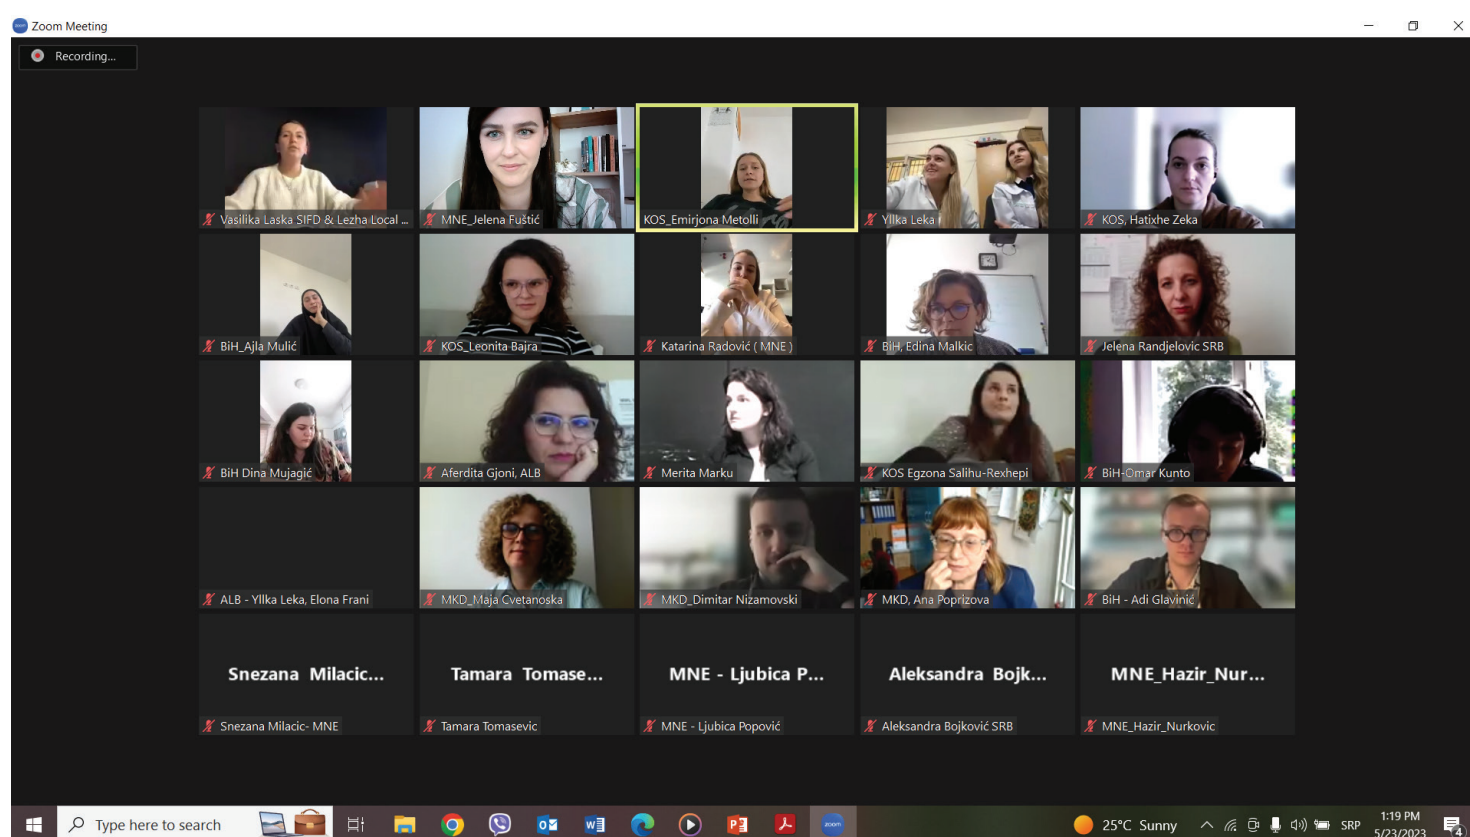 Zoom Meeting
Recording...
Vasilika Laska SIFD & Lezha Local ...
MNE_Jelena Fuštić
KOS_Emirjona Metolli
Yllka Leka
KOS, Hatixhe Zeka
BiH_Ajla Mulić
KOS_Leonita Bajra
Katarina Radović ( MNE )
BiH, Edina Malkic
Jelena Randjelovic SRB
BiH Dina Mujagić
Aferdita Gjoni, ALB
Merita Marku
KOS Egzona Salihu-Rexhepi
BiH-Omar Kunto
ALB - Yllka Leka, Elona Frani
MKD_Maja Cvetanoska
MKD_Dimitar Nizamovski
MKD, Ana Poprizova
BiH - Adi Glavinić
Snezana Milacic...
Tamara Tomase...
MNE - Ljubica P...
Aleksandra Bojk...
MNE_Hazir_Nur...
Snezana Milacic- MNE
Tamara Tomasevic
MNE - Ljubica Popović
Aleksandra Bojković SRB
MNE_Hazir_Nurkovic
Type here to search
25°C Sunny
SRP
1:19 PM
5/23/2023
4